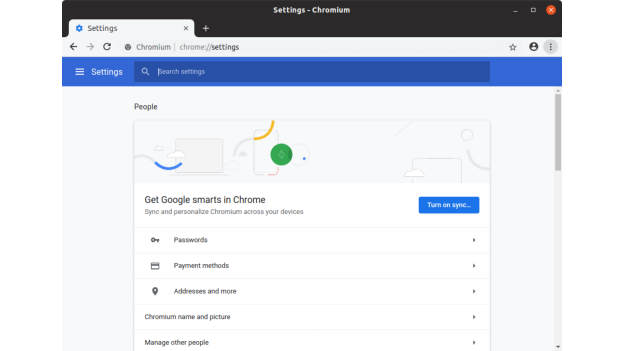 Settings - Chromium
Settings
Chromium | chrome://settings
Settings
Search settings
People
Get Google smarts in Chrome
Sync and personalize Chromium across your devices
Turn on sync...
Passwords
Payment methods
Addresses and more
Chromium name and picture
Manage other people